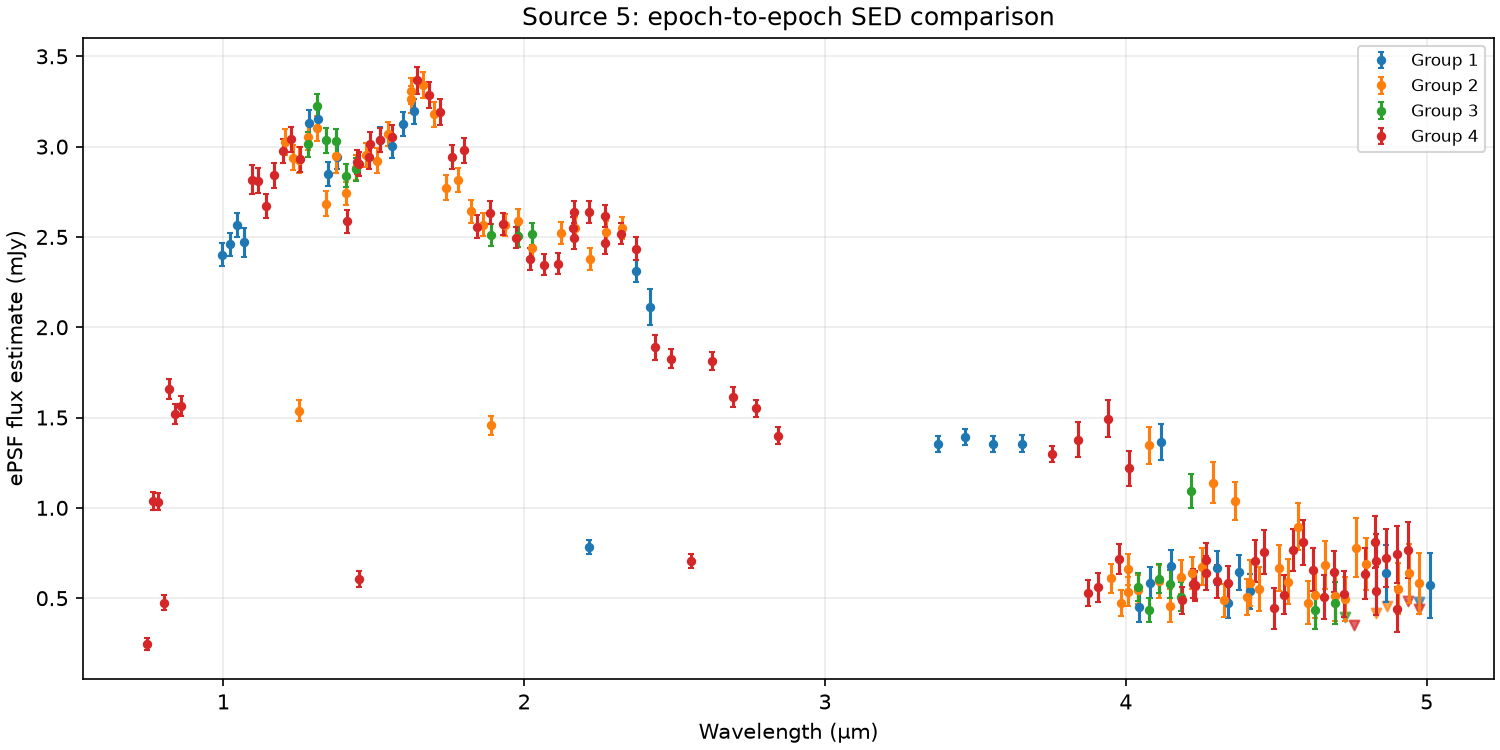 Source 5: epoch-to-epoch SED comparison
3.5
3.0
2.5
2.0
1.5
1.0
0.5
ePSF flux estimate (mJy)
Group 1
Group 2
Group 3
Group 4
1 2 3 4 5
Wavelength (μm)